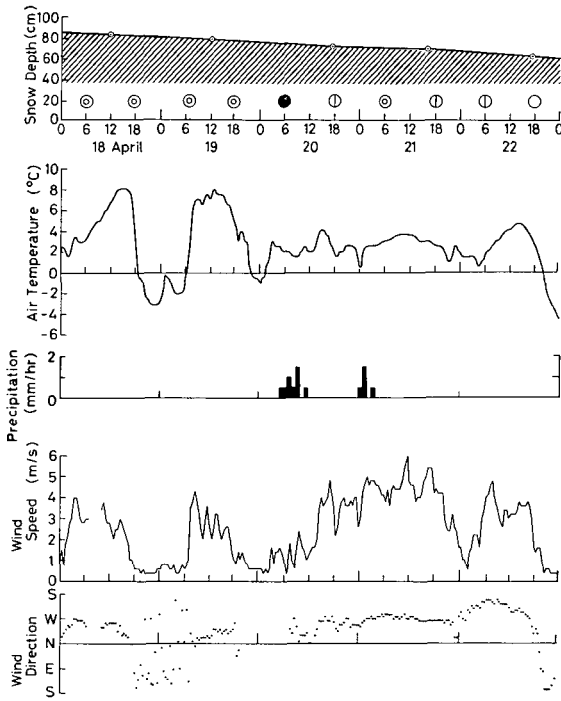 Snow Depth(cm)
100
80
60
40
20
0
0 6 12 18 0 6 12 18 0 6 12 18 0 6 12 18 0 6 12 18 0
18 April 19 20 21 22
Air Temperature (°C)
10
8
6
4
2
0
-2
-4
-6
Precipitation (mm/hr)
2
0
Wind Speed (m/s)
6
5
4
3
2
1
0
Wind Direction
S
W
N
E
S